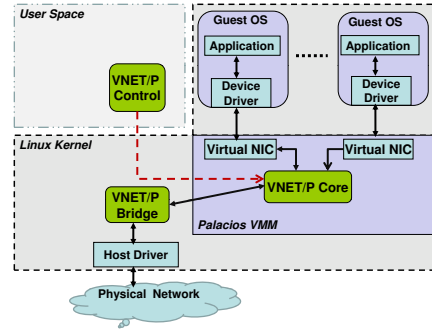 User Space
Guest OS
Application
Device
Driver
Guest OS
Application
Device
Driver
VNET/P
Control
Linux Kernel
Virtual NIC
Virtual NIC
VNET/P Core
VNET/P
Bridge
Palacios VMM
Host Driver
Physical Network